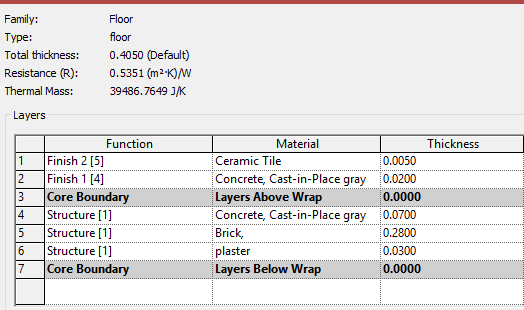 Family: Floor
Type: floor
Total thickness: 0.4050 (Default)
Resistance (R): 0.5351 (m²·K)/W
Thermal Mass: 39486.7649 J/K
Layers
Function Material Thickness
1 Finish 2 [5] Ceramic Tile 0.0050
2 Finish 1 [4] Concrete, Cast-in-Place gray 0.0200
3 Core Boundary Layers Above Wrap 0.0000
4 Structure [1] Concrete, Cast-in-Place gray 0.0700
5 Structure [1] Brick, 0.2800
6 Structure [1] plaster 0.0300
7 Core Boundary Layers Below Wrap 0.0000